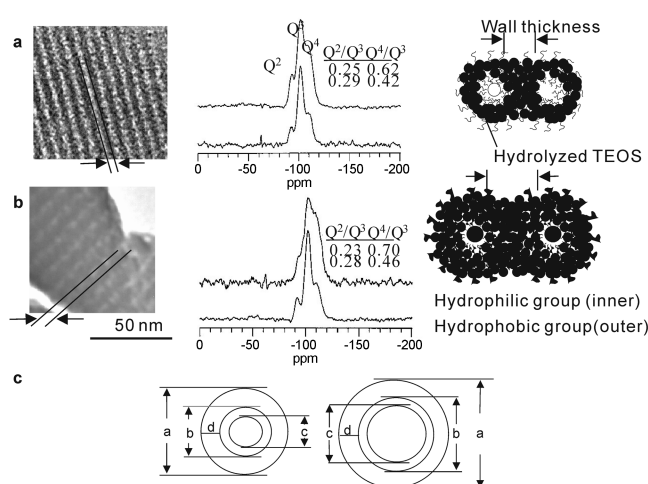 a
Q3
Q2
Q4
Q2/Q3 Q4/Q3
0.25 0.62
0.29 0.42
0 -50 -100 -150 -200
ppm
Wall thickness
Hydrolyzed TEOS
b
50 nm
Q2/Q3 Q4/Q3
0.23 0.70
0.28 0.46
0 -50 -100 -150 -200
ppm
Hydrophilic group (inner)
Hydrophobic group(outer)
c
a b d c
c d b a